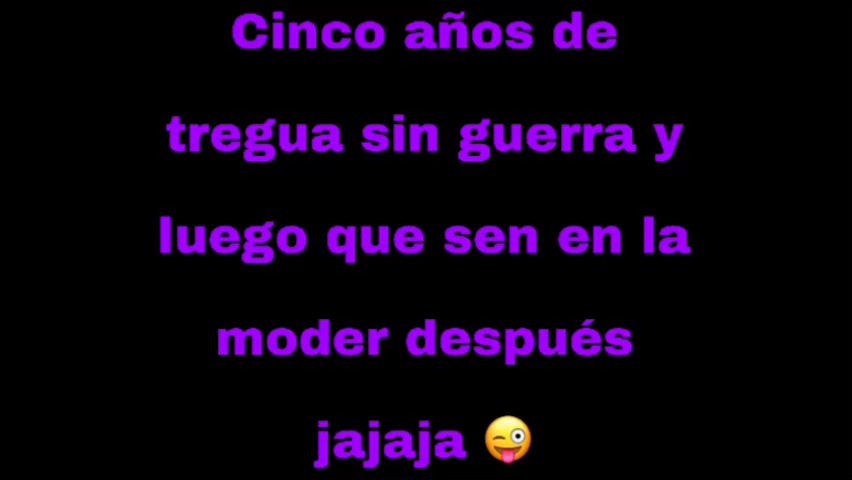 Cinco años de
tregua sin guerra y
luego que sen en la
moder después
jajaja 😜